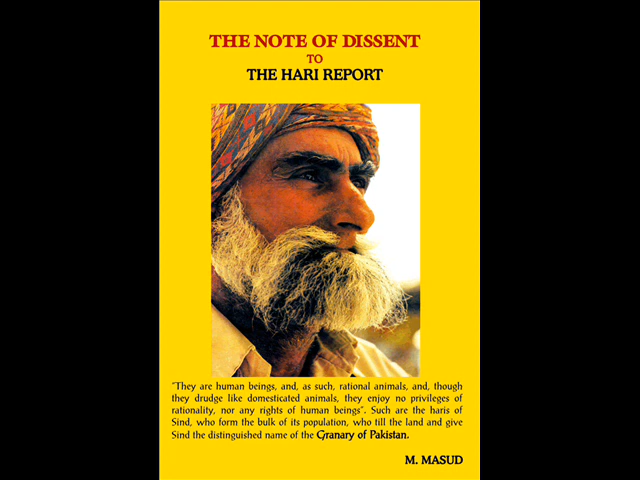 THE NOTE OF DISSENT
TO
THE HARI REPORT
"They are human beings, and, as such, rational animals, and, though
they drudge like domesticated animals, they enjoy no privileges of
rationality, nor any rights of human beings". Such are the haris of
Sind, who form the bulk of its population, who till the land and give
Sind the distinguished name of the Granary of Pakistan.
M. MASUD